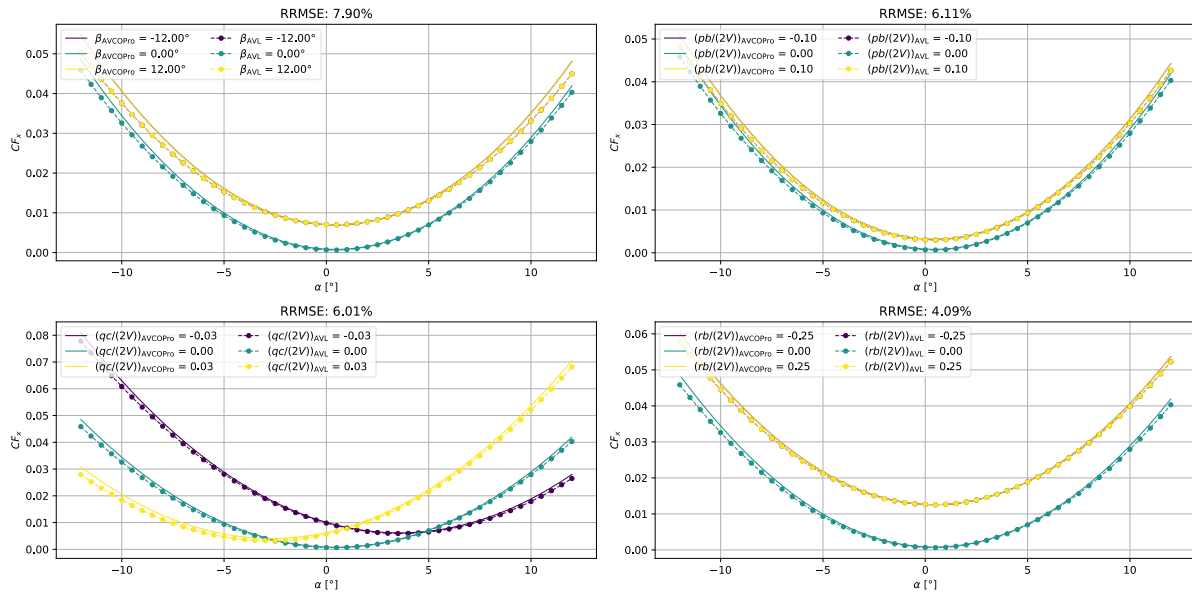 RRMSE: 7.90%
β_AVCOPro = -12.00° β_AVL = -12.00°
β_AVCOPro = 0.00° β_AVL = 0.00°
β_AVCOPro = 12.00° β_AVL = 12.00°
CF_x
0.05
0.04
0.03
0.02
0.01
0.00
−10 −5 0 5 10
α [°]
RRMSE: 6.11%
(pb/(2V))_AVCOPro = -0.10 (pb/(2V))_AVL = -0.10
(pb/(2V))_AVCOPro = 0.00 (pb/(2V))_AVL = 0.00
(pb/(2V))_AVCOPro = 0.10 (pb/(2V))_AVL = 0.10
CF_x
0.05
0.04
0.03
0.02
0.01
0.00
−10 −5 0 5 10
α [°]
RRMSE: 6.01%
(qc/(2V))_AVCOPro = -0.03 (qc/(2V))_AVL = -0.03
(qc/(2V))_AVCOPro = 0.00 (qc/(2V))_AVL = 0.00
(qc/(2V))_AVCOPro = 0.03 (qc/(2V))_AVL = 0.03
CF_x
0.08
0.07
0.06
0.05
0.04
0.03
0.02
0.01
0.00
−10 −5 0 5 10
α [°]
RRMSE: 4.09%
(rb/(2V))_AVCOPro = -0.25 (rb/(2V))_AVL = -0.25
(rb/(2V))_AVCOPro = 0.00 (rb/(2V))_AVL = 0.00
(rb/(2V))_AVCOPro = 0.25 (rb/(2V))_AVL = 0.25
CF_x
0.06
0.05
0.04
0.03
0.02
0.01
0.00
−10 −5 0 5 10
α [°]